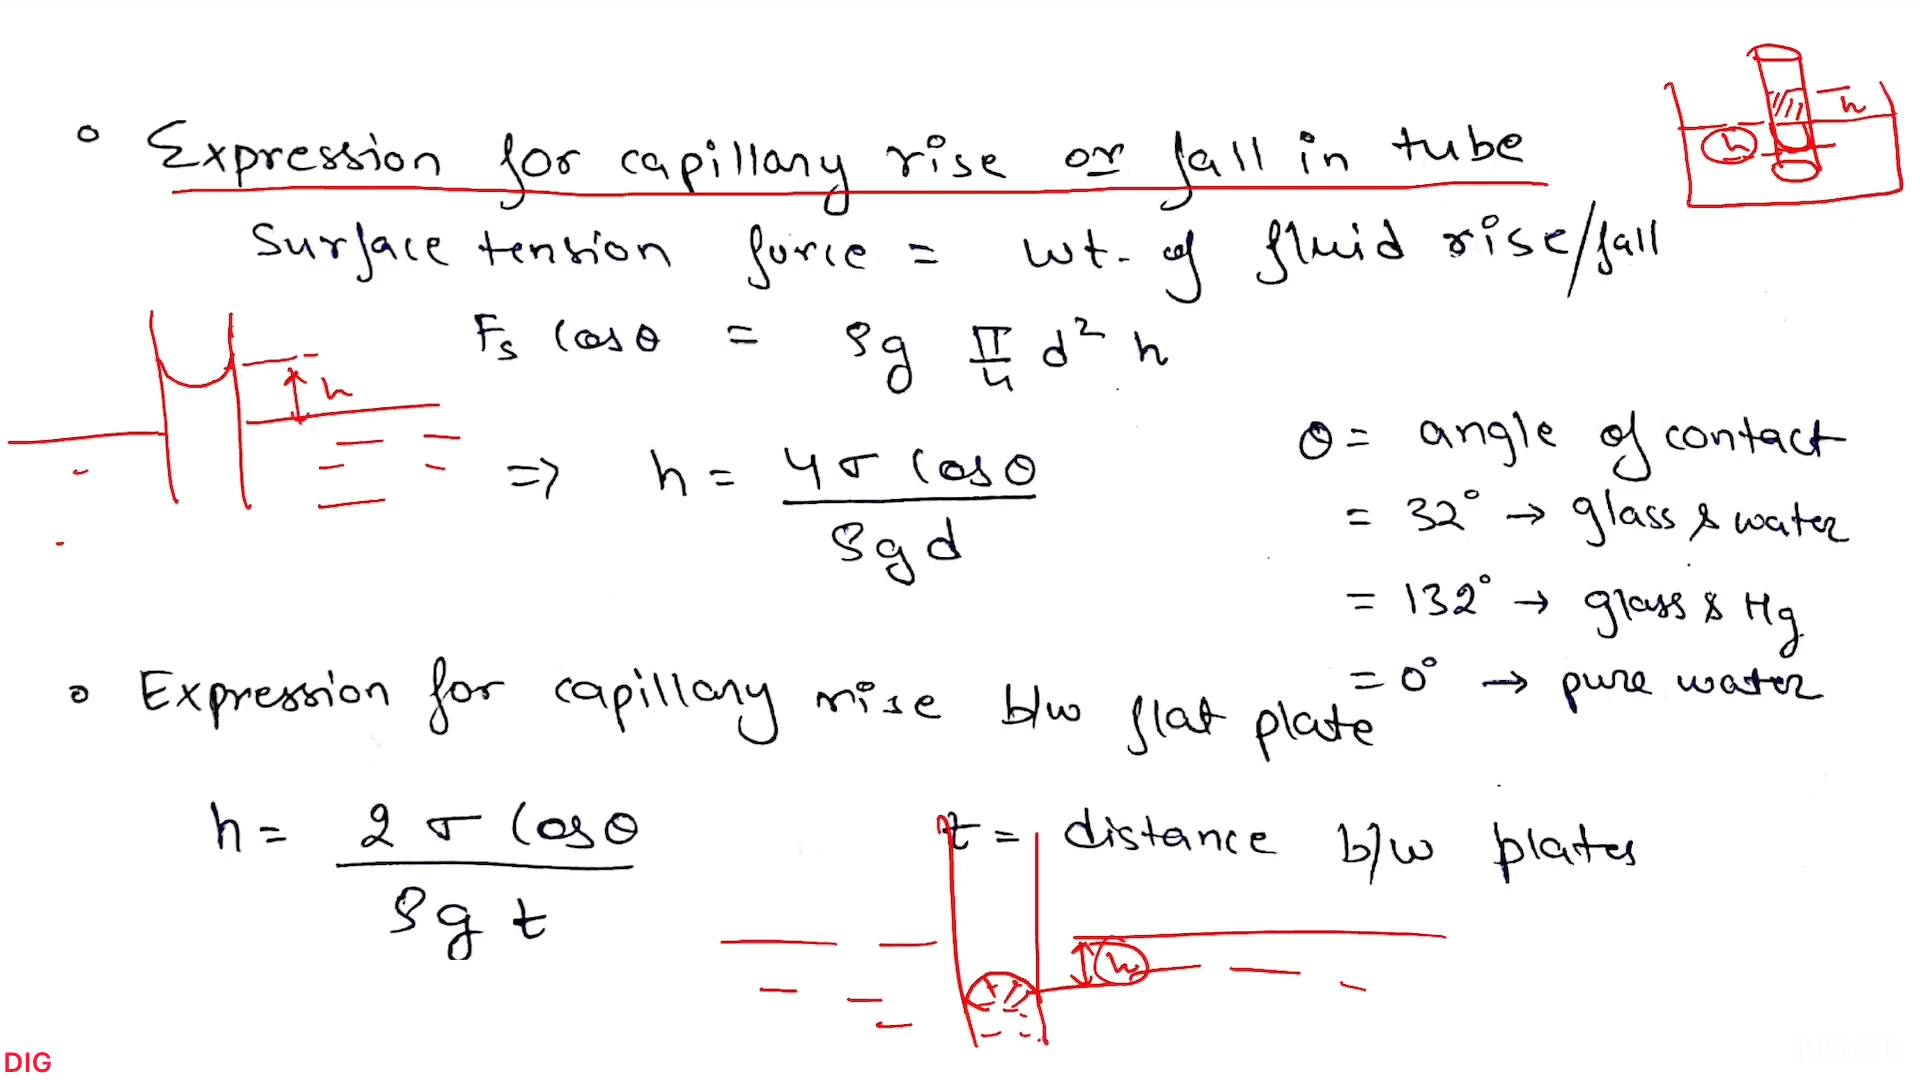 ° Expression for capillary rise or fall in tube
h
h
Surface tension force = wt. of fluid rise/fall
Fs cosθ = ρg π/4 d² h
h
⇒ h = 4σ cosθ / ρgd
θ = angle of contact
= 32° → glass & water
= 132° → glass & Hg
= 0° → pure water
° Expression for capillary rise b/w flat plate
h = 2σ cosθ / ρgt
t = distance b/w plates
h
DIG